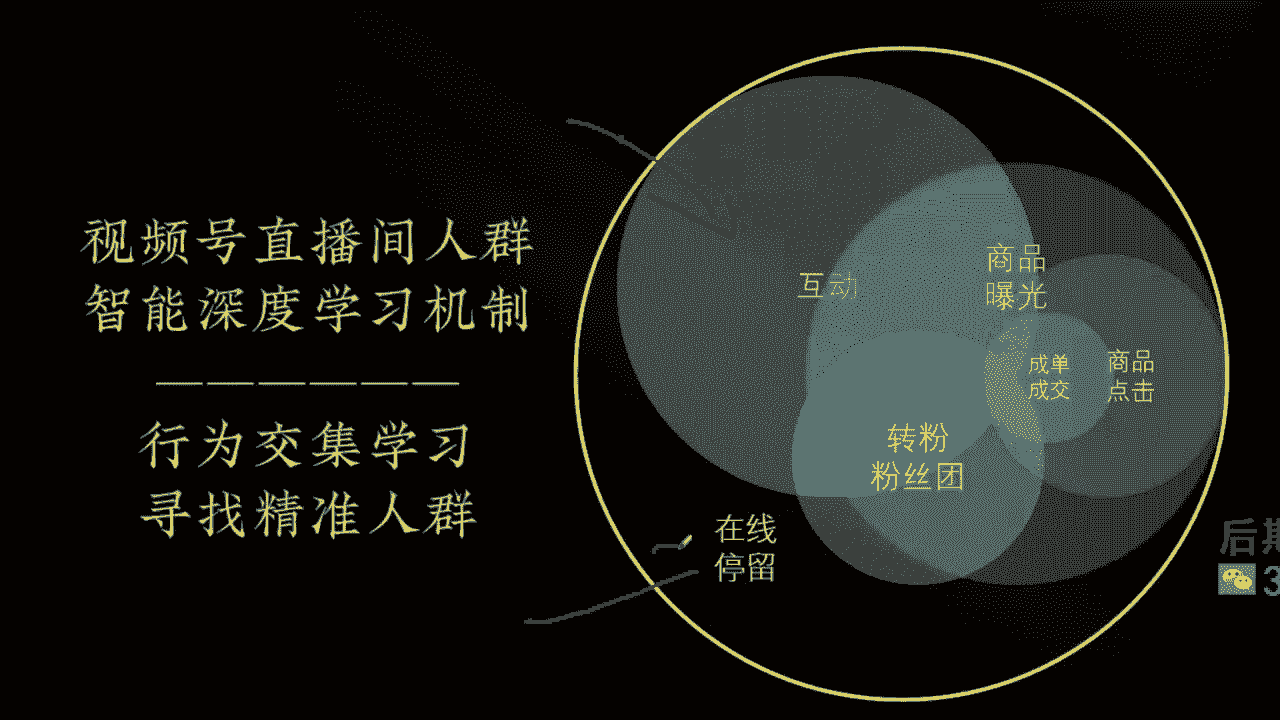 视频号直播间人群
智能深度学习机制
——————
行为交集学习
寻找精准人群
互动
商品
曝光
成单
成交
商品
点击
转粉
粉丝团
在线
停留
后期
3